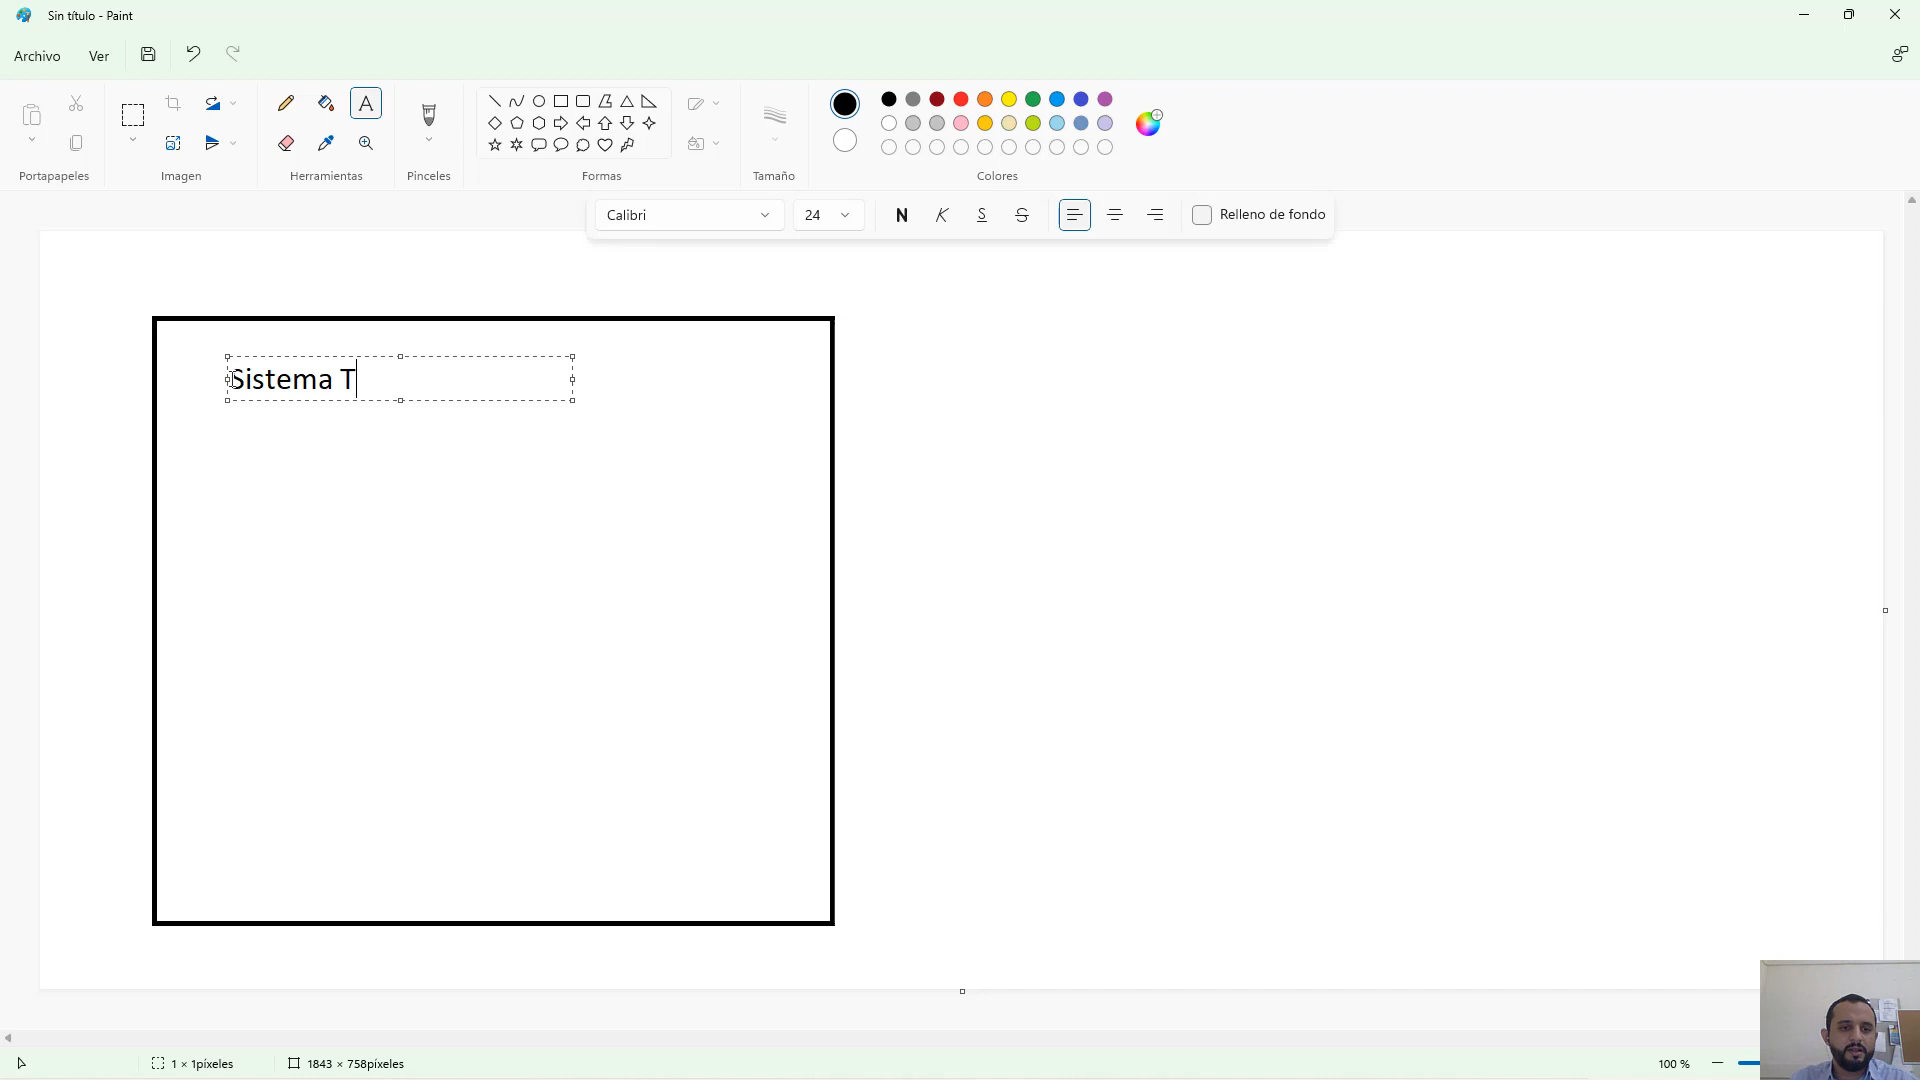 Sin título - Paint
Archivo
Ver
Portapapeles
Imagen
Herramientas
Pinceles
Formas
Tamaño
Colores
Calibri
24
N
K
S
Relleno de fondo
Sistema T
1 × 1píxeles
1843 × 758píxeles
100 %